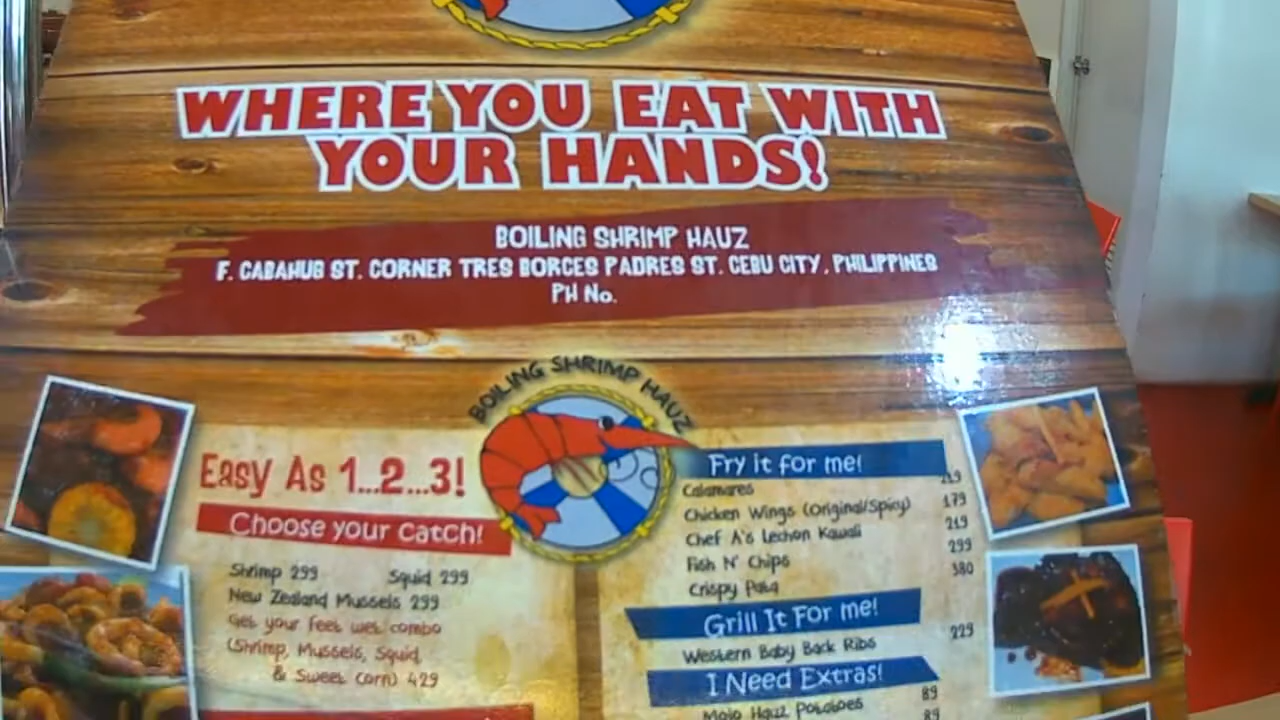 WHERE YOU EAT WITH
YOUR HANDS!
BOILING SHRIMP HAUZ
F. CABAHUG ST. CORNER TRES BORCES PADRES ST. CEBU CITY, PHILIPPINES
PH No.
BOILING SHRIMP HAUZ
Easy As 1...2...3!
Choose your Catch!
Shrimp 299 Squid 299
New Zealand Mussels 299
Get your feet wet combo
(Shrimp, Mussels, Squid
& Sweet Corn) 429
Fry it for me!
Calamares 219
Chicken Wings (Original/Spicy) 179
Chef A's Lechon Kawali 219
Fish N' Chips 299
Crispy Pata 380
Grill It For me!
Western Baby Back Ribs 229
I Need Extras!
Mojo Hauz Potatoes 89
89